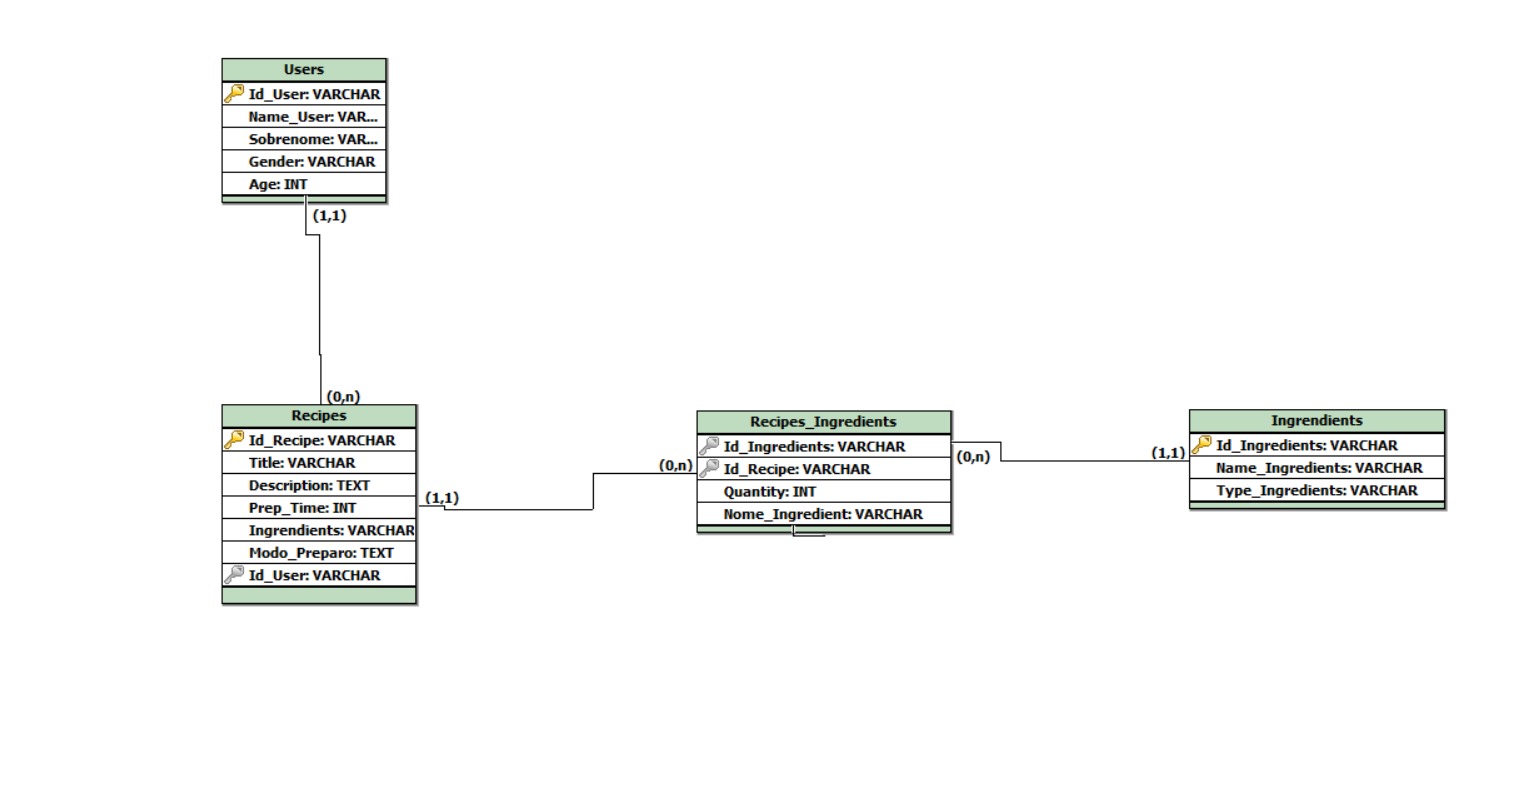 Users
Id_User: VARCHAR
Name_User: VAR...
Sobrenome: VAR...
Gender: VARCHAR
Age: INT
(1,1)
(0,n)
Recipes
Id_Recipe: VARCHAR
Title: VARCHAR
Description: TEXT
Prep_Time: INT
Ingrendients: VARCHAR
Modo_Preparo: TEXT
Id_User: VARCHAR
(1,1)
(0,n)
Recipes_Ingredients
Id_Ingredients: VARCHAR
Id_Recipe: VARCHAR
Quantity: INT
Nome_Ingredient: VARCHAR
(0,n)
(1,1)
Ingrendients
Id_Ingredients: VARCHAR
Name_Ingredients: VARCHAR
Type_Ingredients: VARCHAR